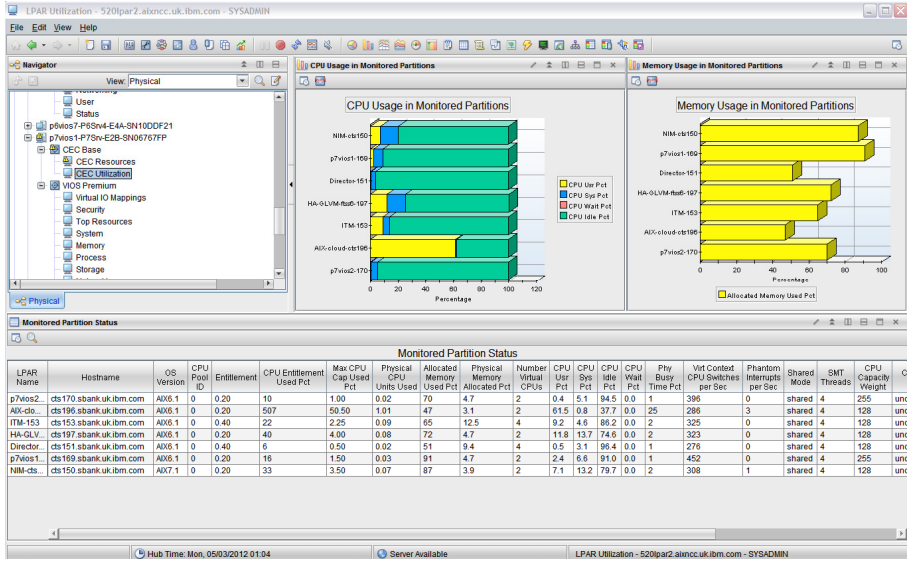 LPAR Utilization - 520lpar2.aixncc.uk.ibm.com - SYSADMIN
File Edit View Help
Navigator
View: Physical
User
Status
p6vios7-P6Srv4-E4A-SN10DDF21
p7vios1-P7Srv-E2B-SN06767FP
CEC Base
CEC Resources
CEC Utilization
VIOS Premium
Virtual IO Mappings
Security
Top Resources
System
Memory
Process
Storage
Physical
CPU Usage in Monitored Partitions
CPU Usage in Monitored Partitions
NIM-cts150
p7vios1-169
Director-151
HA-GLVM-ftss6-197
ITM-153
AIX-cloud-cts196
p7vios2-170
0 20 40 60 80 100 120
Percentage
CPU Usr Pct
CPU Sys Pct
CPU Wait Pct
CPU Idle Pct
Memory Usage in Monitored Partitions
Memory Usage in Monitored Partitions
NIM-cts150
p7vios1-169
Director-151
HA-GLVM-ftss6-197
ITM-153
AIX-cloud-cts196
p7vios2-170
0 20 40 60 80 100
Percentage
Allocated Memory Used Pct
Monitored Partition Status
Monitored Partition Status
LPAR Name Hostname OS Version CPU Pool ID Entitlement CPU Entitlement Used Pct Max CPU Cap Used Pct Physical CPU Units Used Allocated Memory Used Pct Physical Memory Allocated Pct Number Virtual CPUs CPU Usr Pct CPU Sys Pct CPU Idle Pct CPU Wait Pct Phy Busy Time Pct Virt Context CPU Switches per Sec Phantom Interrupts per Sec Shared Mode SMT Threads CPU Capacity Weight C
p7vios2... cts170.sbank.uk.ibm.com AIX6.1 0 0.20 10 1.00 0.02 70 4.7 2 0.4 5.1 94.5 0.0 1 396 0 shared 4 255 unc
AIX-clo... cts196.sbank.uk.ibm.com AIX6.1 0 0.20 507 50.50 1.01 47 3.1 2 61.5 0.8 37.7 0.0 25 286 3 shared 4 128 unc
ITM-153 cts153.sbank.uk.ibm.com AIX6.1 0 0.40 22 2.25 0.09 65 12.5 4 9.2 4.6 86.2 0.0 2 325 0 shared 4 128 unc
HA-GLV... cts197.sbank.uk.ibm.com AIX6.1 0 0.20 40 4.00 0.08 72 4.7 2 11.8 13.7 74.6 0.0 2 323 0 shared 4 128 unc
Director... cts151.sbank.uk.ibm.com AIX6.1 0 0.40 6 0.50 0.02 51 9.4 4 0.5 3.1 96.4 0.0 1 276 0 shared 4 128 unc
p7vios1... cts169.sbank.uk.ibm.com AIX6.1 0 0.20 16 1.50 0.03 91 4.7 2 2.4 6.6 91.0 0.0 1 452 0 shared 4 255 unc
NIM-cts... cts150.sbank.uk.ibm.com AIX7.1 0 0.20 33 3.50 0.07 87 3.9 2 7.1 13.2 79.7 0.0 2 308 1 shared 4 128 unc
Hub Time: Mon, 05/03/2012 01:04
Server Available
LPAR Utilization - 520lpar2.aixncc.uk.ibm.com - SYSADMIN